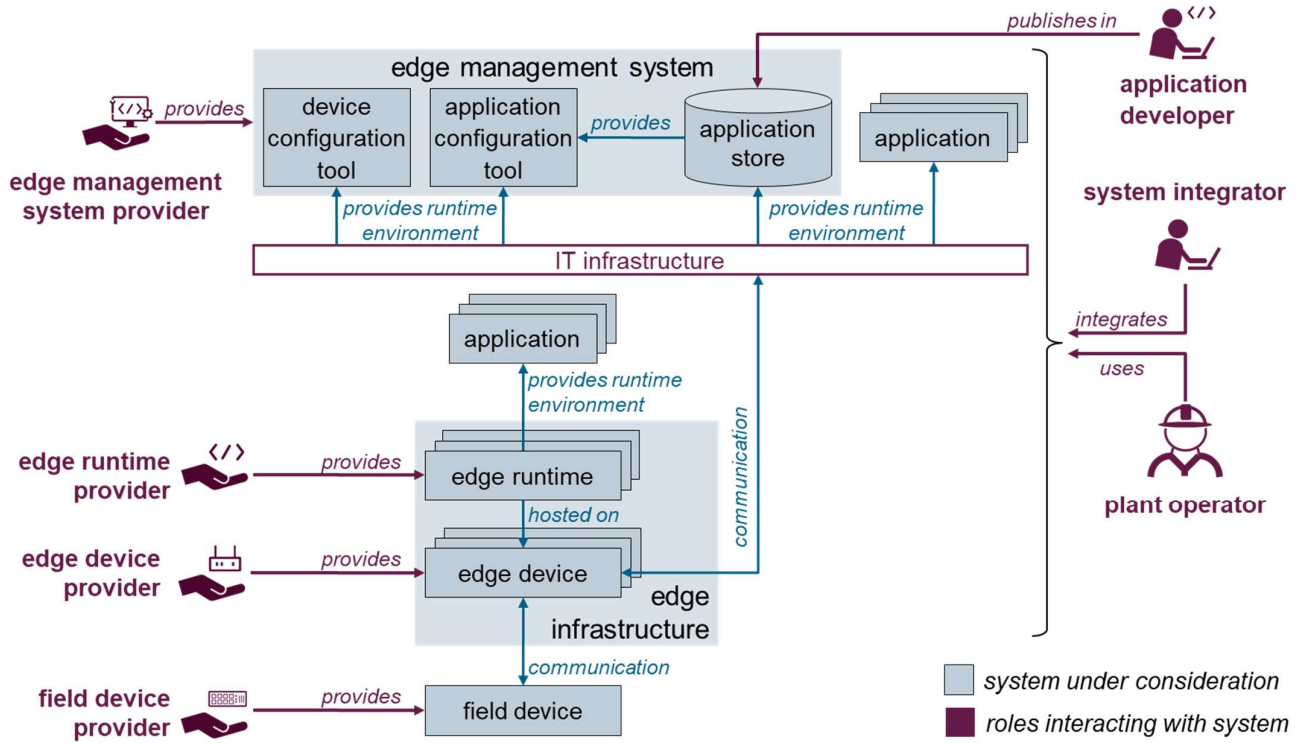 publishes in
application
developer
edge management system
provides
edge management
system provider
device
configuration
tool
application
configuration
tool
provides
application
store
application
system integrator
provides runtime
environment
provides runtime
environment
IT infrastructure
integrates
uses
plant operator
application
provides runtime
environment
communication
edge runtime
provider
provides
edge runtime
hosted on
edge device
provider
provides
edge device
edge
infrastructure
communication
field device
provider
provides
field device
system under consideration
roles interacting with system